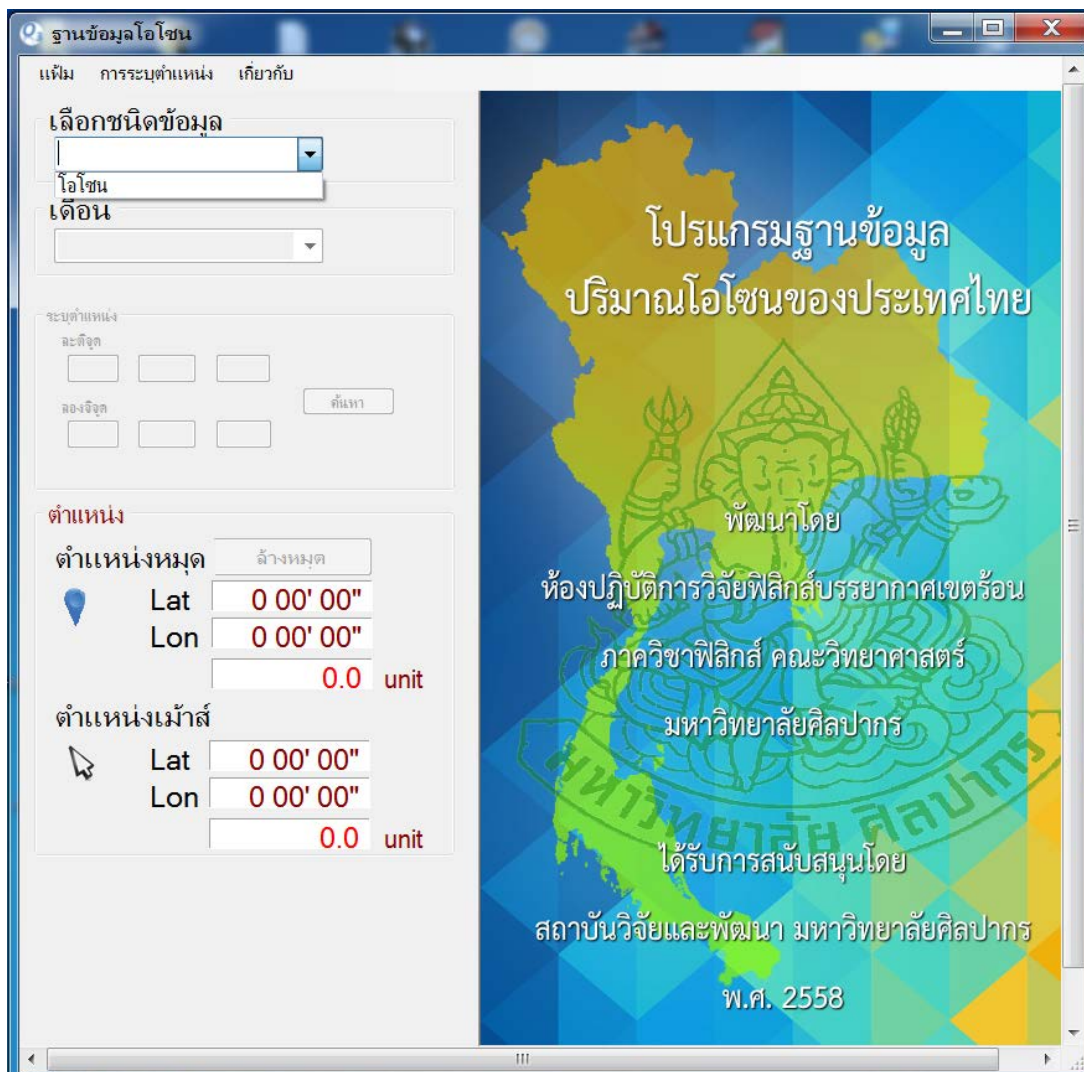 ฐานข้อมูลโอโซน
แฟ้ม การระบุตำแหน่ง เกี่ยวกับ
เลือกชนิดข้อมูล
โอโซน
เดือน
ระบุตำแหน่ง
ละติจูด
ลองจิจูด
ค้นหา
ตำแหน่ง
ตำแหน่งหมุด ล้างหมุด
Lat 0 00' 00"
Lon 0 00' 00"
0.0 unit
ตำแหน่งเม้าส์
Lat 0 00' 00"
Lon 0 00' 00"
0.0 unit
โปรแกรมฐานข้อมูล
ปริมาณโอโซนของประเทศไทย
พัฒนาโดย
ห้องปฏิบัติการวิจัยฟิสิกส์บรรยากาศเขตร้อน
ภาควิชาฟิสิกส์ คณะวิทยาศาสตร์
มหาวิทยาลัยศิลปากร
มหาวิทยาลัย ศิลปากร
ได้รับการสนับสนุนโดย
สถาบันวิจัยและพัฒนา มหาวิทยาลัยศิลปากร
พ.ศ. 2558